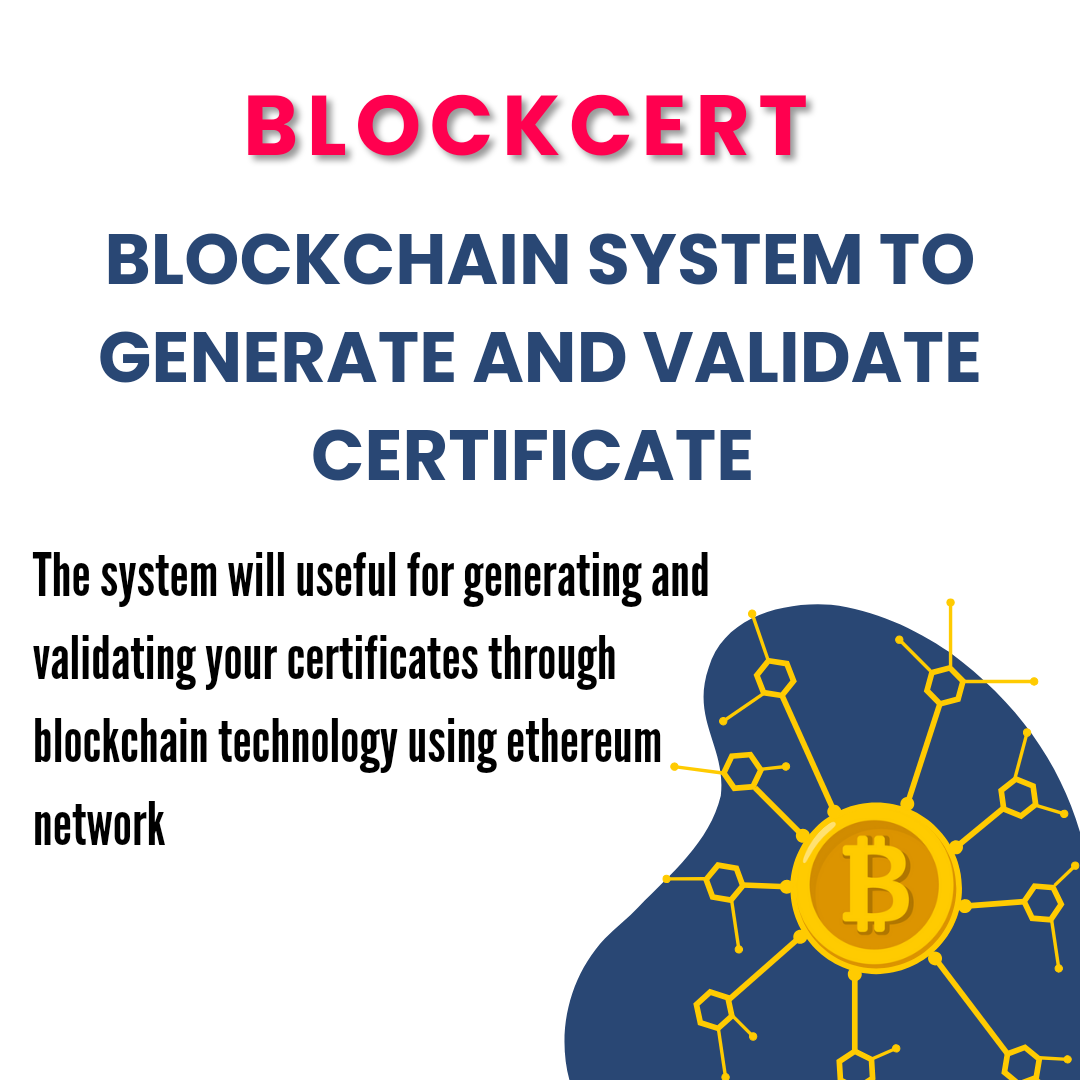 BLOCKCERT
BLOCKCHAIN SYSTEM TO
GENERATE AND VALIDATE
CERTIFICATE
The system will useful for generating and
validating your certificates through
blockchain technology using ethereum
network